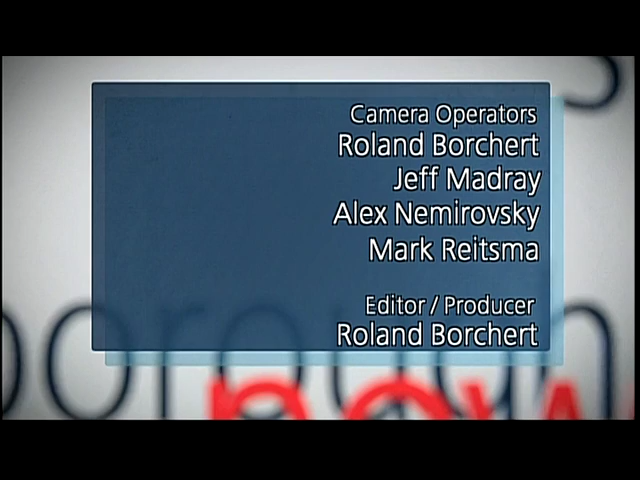 Camera Operators
Roland Borchert
Jeff Madray
Alex Nemirovsky
Mark Reitsma
Editor / Producer
Roland Borchert